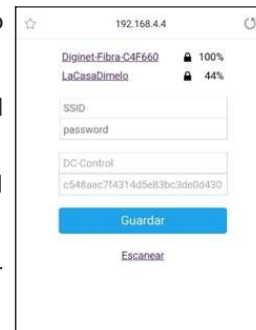 192.168.4.4
Diginet-Fibra-C4F660 100%
LaCasaDimelo 44%
SSID
password
DC-Control
c548aac7f4314d5e83bc3de0d430
Guardar
Escanear